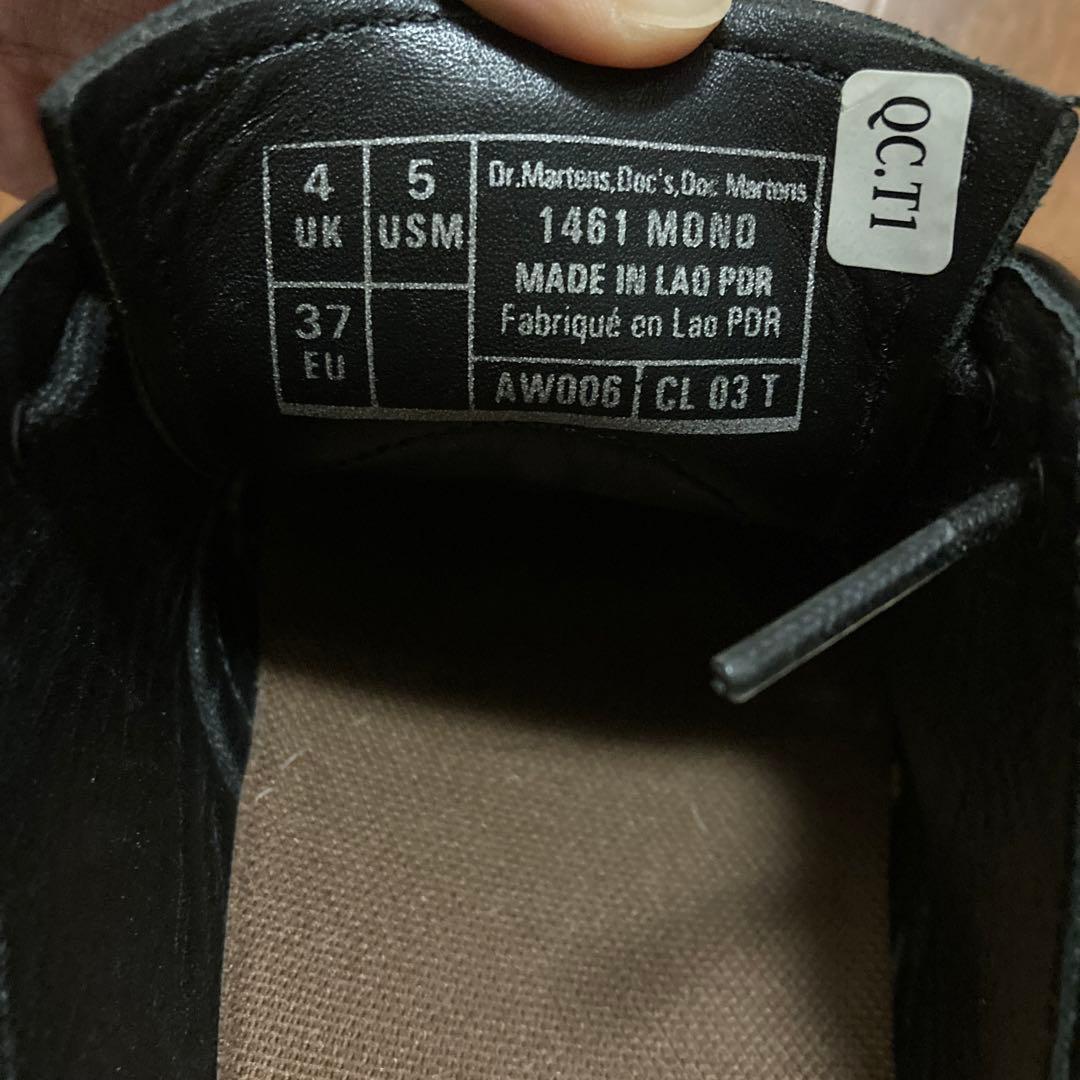 4
UK
5
USM
37
EU
Dr.Martens,Doc's,Doc Martens
1461 MONO
MADE IN LAO PDR
Fabriqué en Lao PDR
AW006
CL 03 T
QC.T1